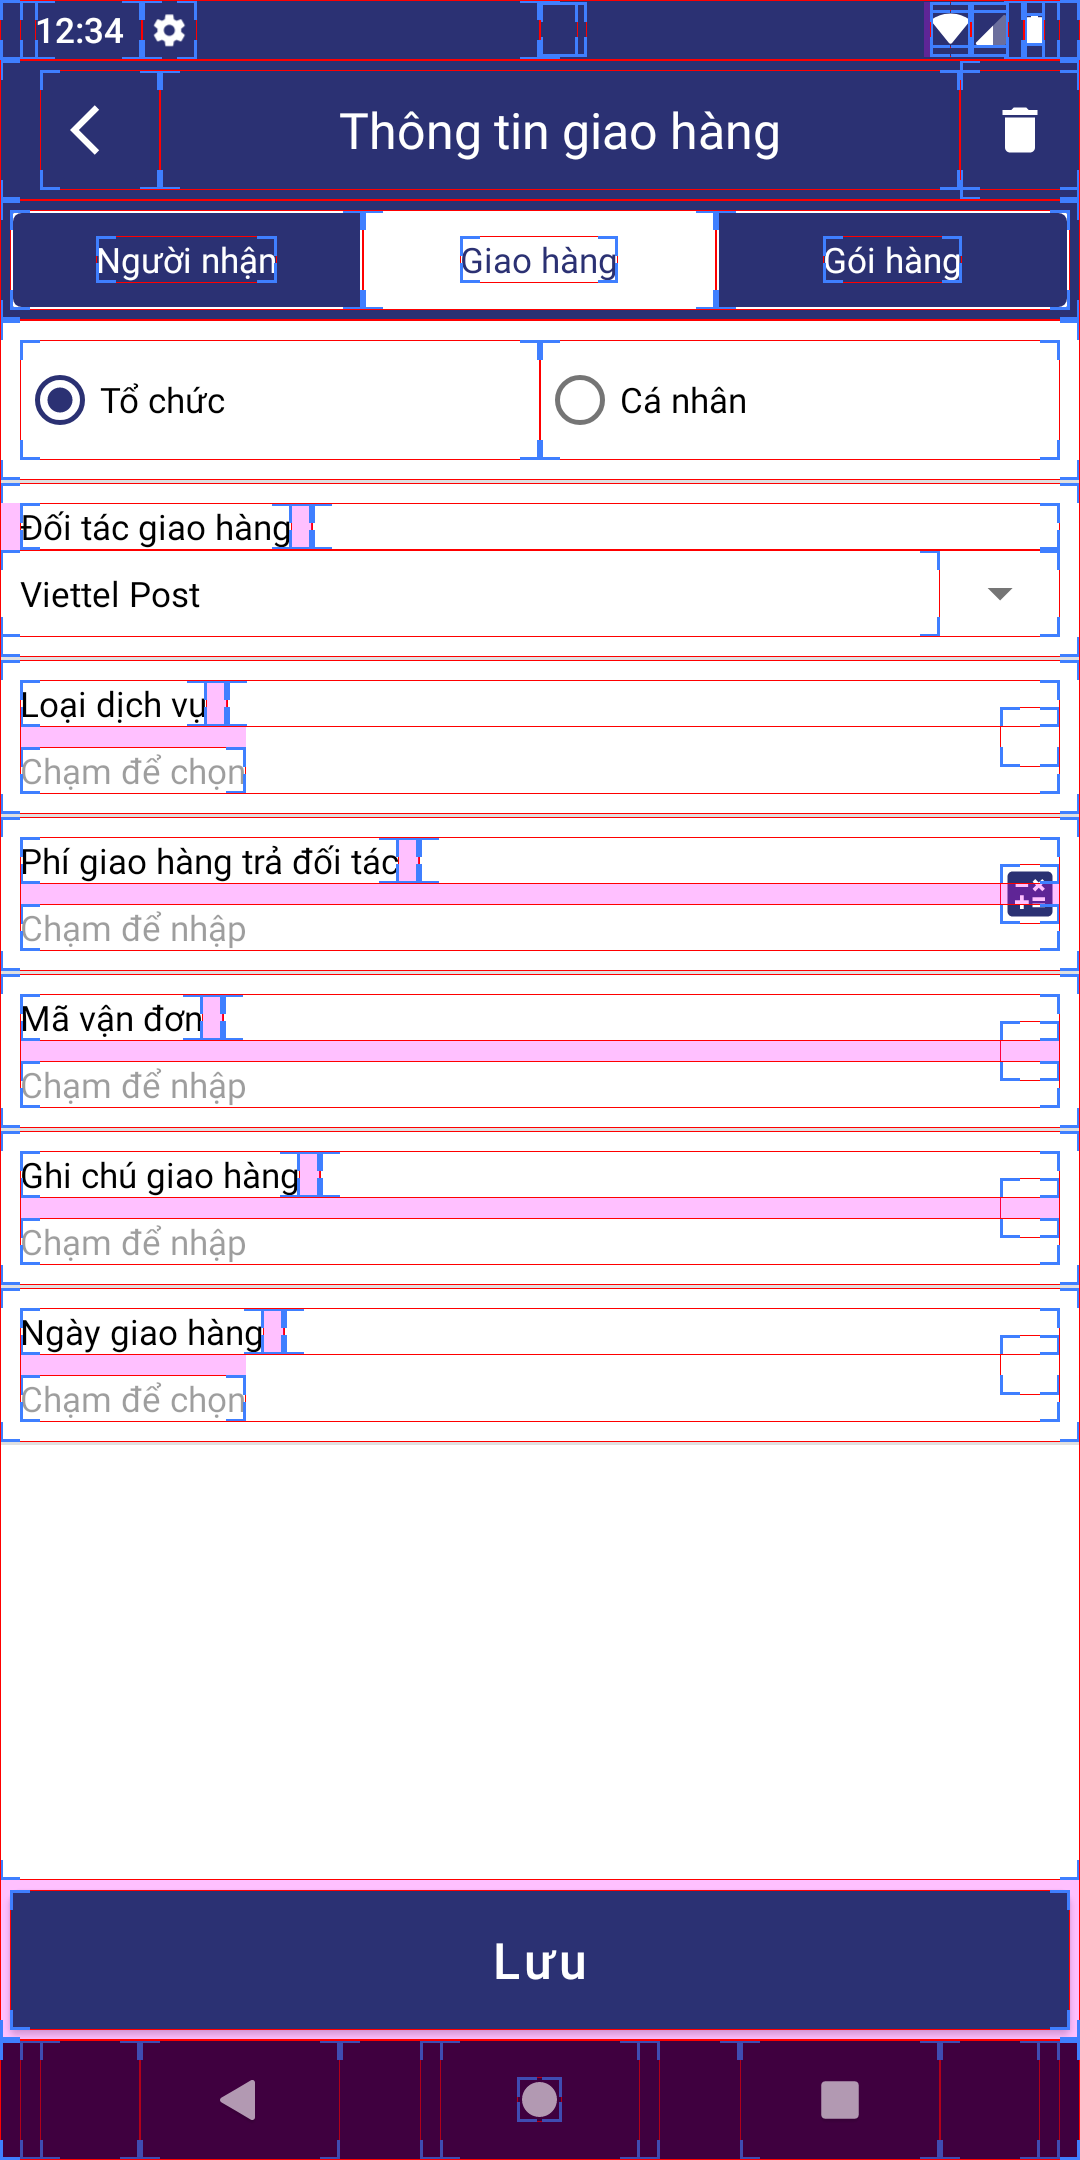 12:34
Thông tin giao hàng
Người nhận
Giao hàng
Gói hàng
Tổ chức
Cá nhân
Đối tác giao hàng
Viettel Post
Loại dịch vụ
Chạm để chọn
Phí giao hàng trả đối tác
Chạm để nhập
Mã vận đơn
Chạm để nhập
Ghi chú giao hàng
Chạm để nhập
Ngày giao hàng
Chạm để chọn
Lưu